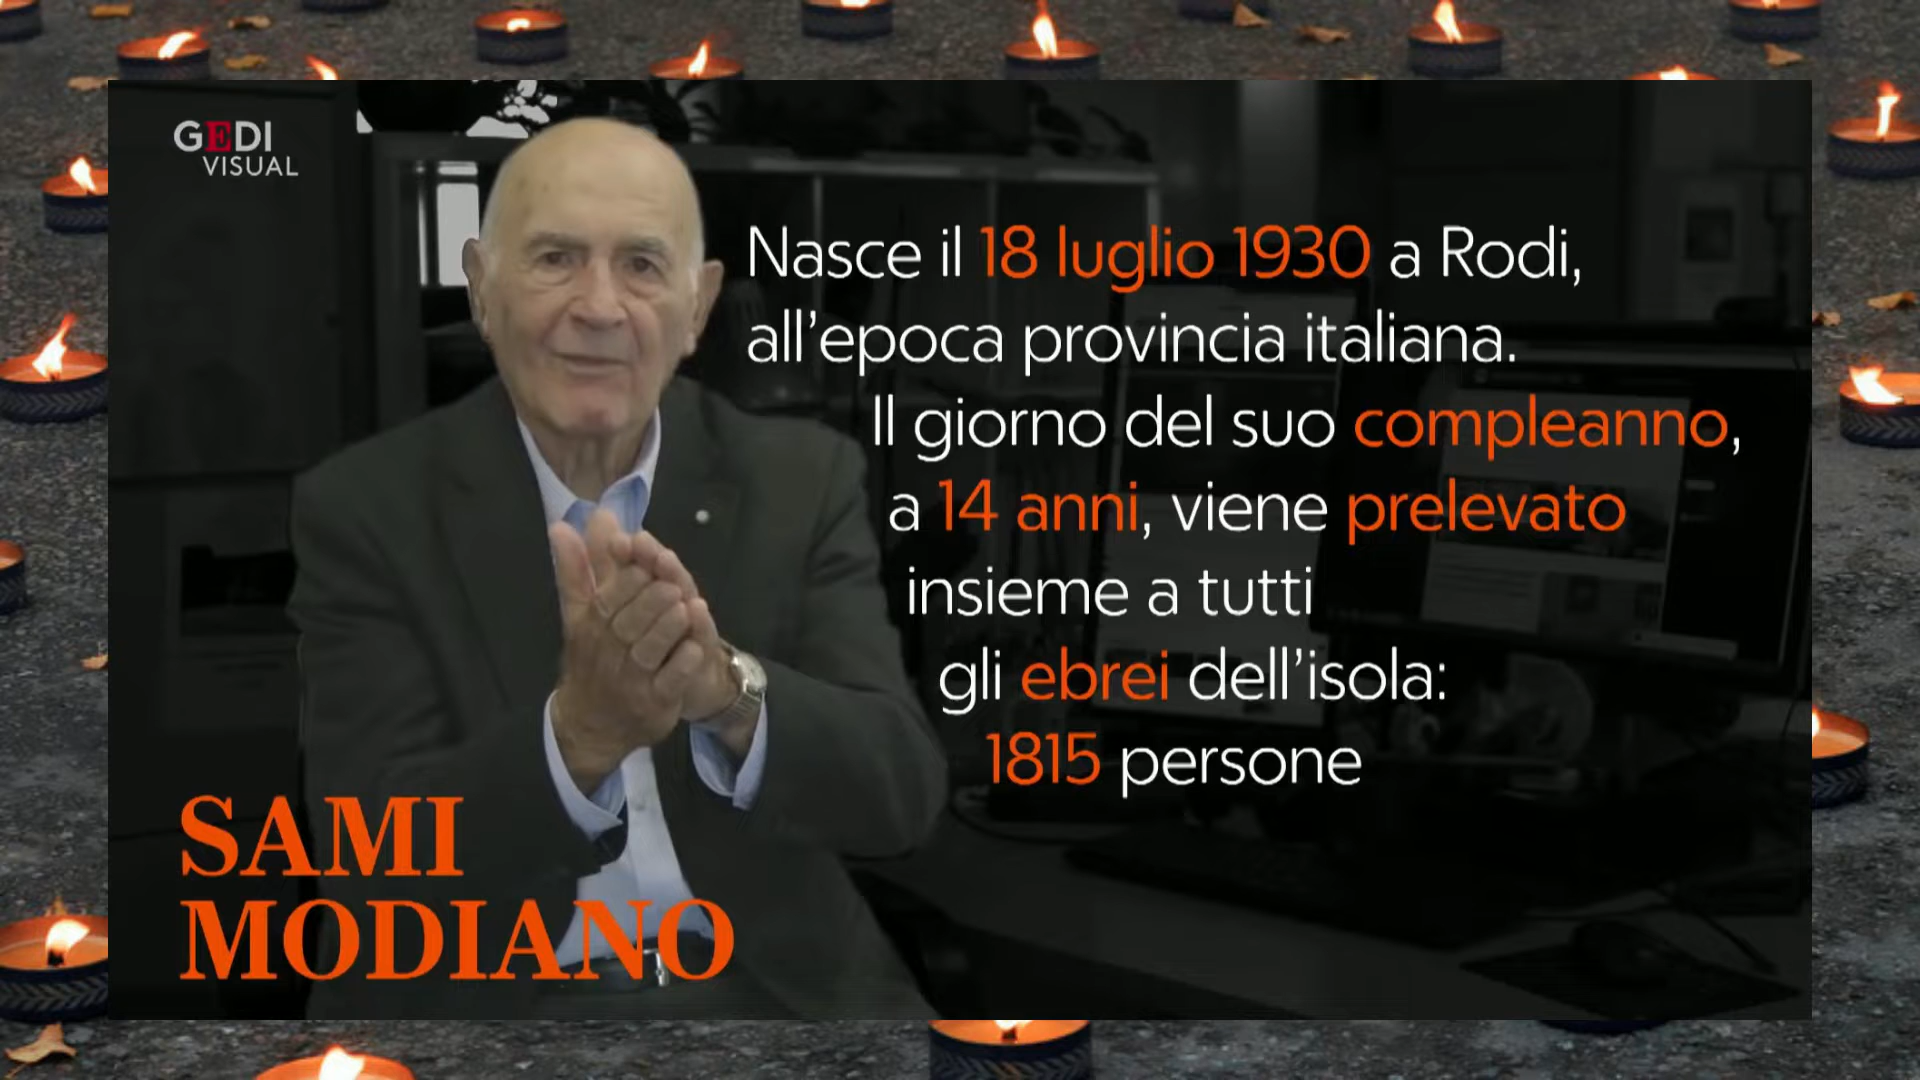 GEDI
VISUAL
Nasce il 18 luglio 1930 a Rodi,
all’epoca provincia italiana.
Il giorno del suo compleanno,
a 14 anni, viene prelevato
insieme a tutti
gli ebrei dell’isola:
1815 persone
SAMI
MODIANO